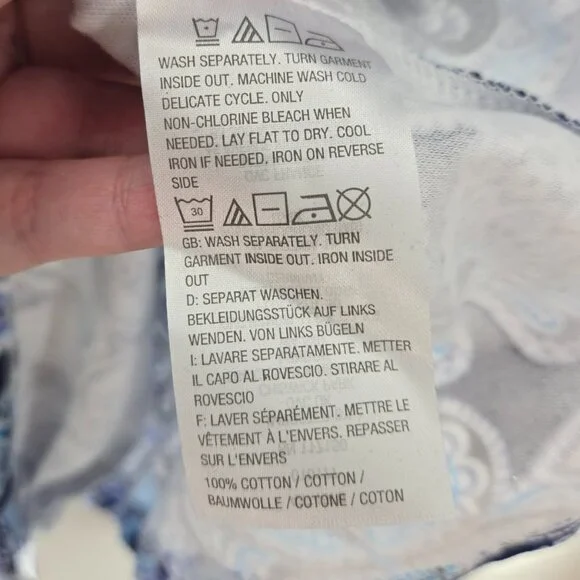 WASH SEPARATELY. TURN GARMENT
INSIDE OUT. MACHINE WASH COLD
DELICATE CYCLE. ONLY
NON-CHLORINE BLEACH WHEN
NEEDED. LAY FLAT TO DRY. COOL
IRON IF NEEDED, IRON ON REVERSE
SIDE
30
GB: WASH SEPARATELY. TURN
GARMENT INSIDE OUT. IRON INSIDE
OUT
D: SEPARAT WASCHEN.
BEKLEIDUNGSSTÜCK AUF LINKS
WENDEN. VON LINKS BÜGELN
I: LAVARE SEPARATAMENTE. METTER
IL CAPO AL ROVESCIO. STIRARE AL
ROVESCIO
F: LAVER SÉPARÉMENT. METTRE LE
VÊTEMENT À L'ENVERS. REPASSER
SUR L'ENVERS
100% COTTON / COTTON /
BAUMWOLLE / COTONE / COTON